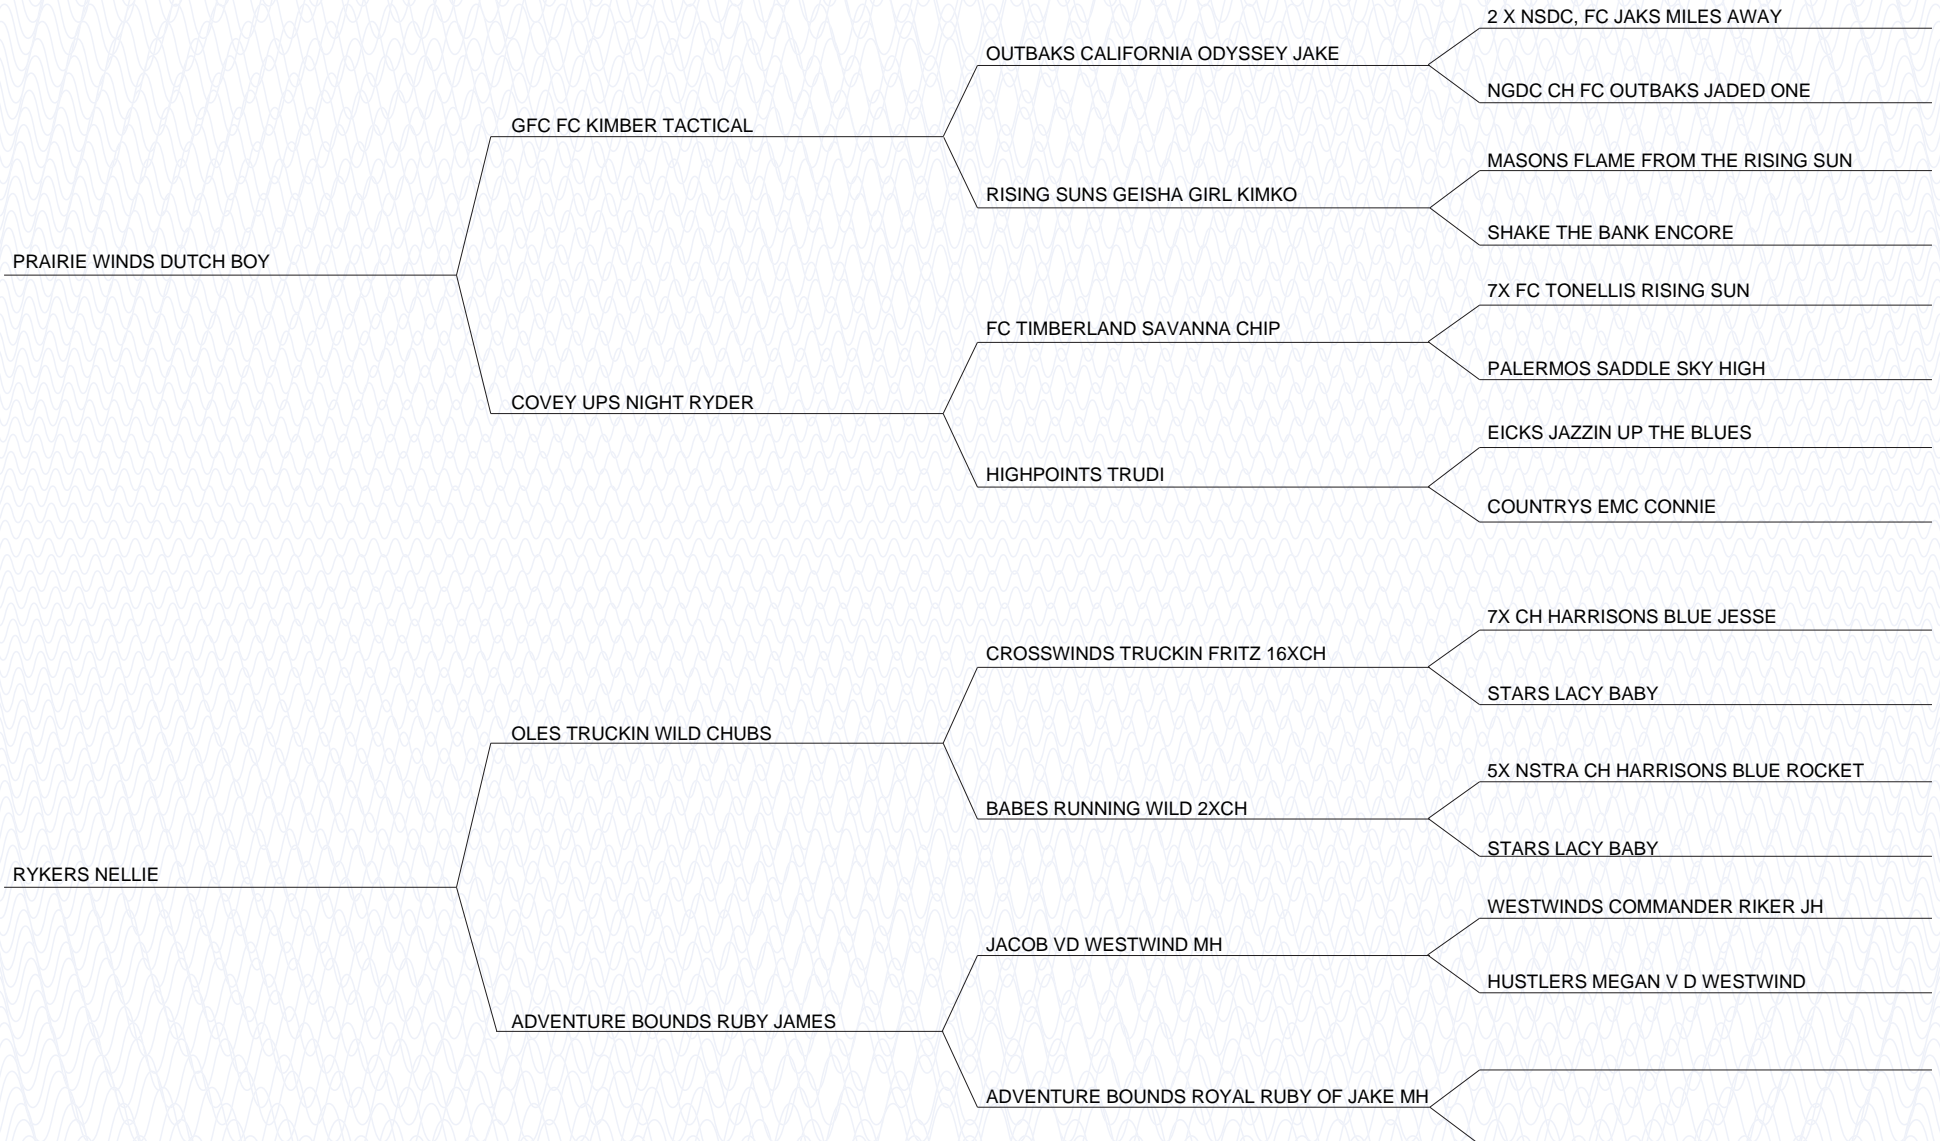 2 X NSDC, FC JAKS MILES AWAY
OUTBAKS CALIFORNIA ODYSSEY JAKE
NGDC CH FC OUTBAKS JADED ONE
GFC FC KIMBER TACTICAL
MASONS FLAME FROM THE RISING SUN
RISING SUNS GEISHA GIRL KIMKO
SHAKE THE BANK ENCORE
PRAIRIE WINDS DUTCH BOY
7X FC TONELLIS RISING SUN
FC TIMBERLAND SAVANNA CHIP
PALERMOS SADDLE SKY HIGH
COVEY UPS NIGHT RYDER
EICKS JAZZIN UP THE BLUES
HIGHPOINTS TRUDI
COUNTRYS EMC CONNIE
7X CH HARRISONS BLUE JESSE
CROSSWINDS TRUCKIN FRITZ 16XCH
STARS LACY BABY
OLES TRUCKIN WILD CHUBS
5X NSTRA CH HARRISONS BLUE ROCKET
BABES RUNNING WILD 2XCH
STARS LACY BABY
RYKERS NELLIE
WESTWINDS COMMANDER RIKER JH
JACOB VD WESTWIND MH
HUSTLERS MEGAN V D WESTWIND
ADVENTURE BOUNDS RUBY JAMES
ADVENTURE BOUNDS ROYAL RUBY OF JAKE MH